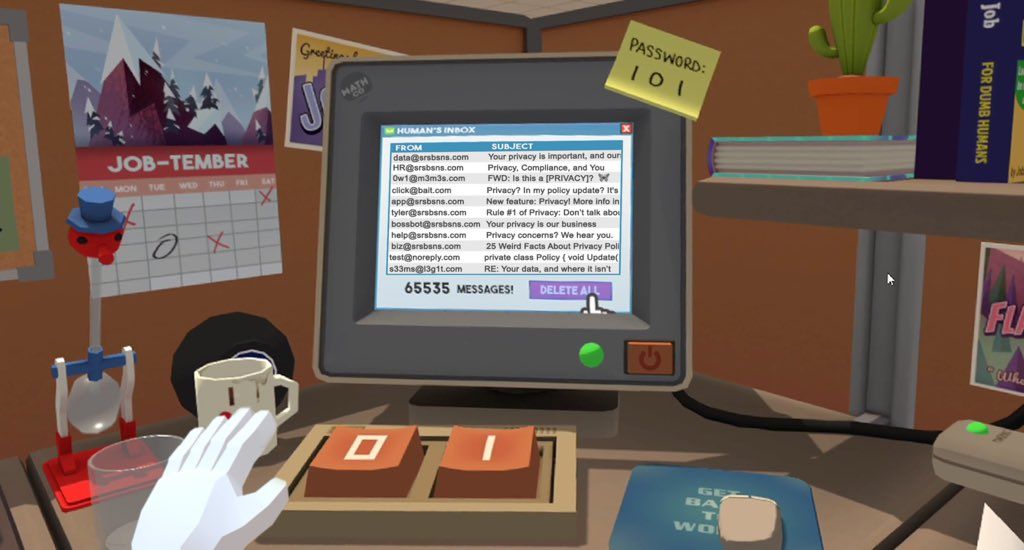 Greetings
PASSWORD:
101
MATH
CO
JOB-TEMBER
MON TUE WED THU FRI SAT
HUMAN'S INBOX
FROM SUBJECT
data@srsbsns.com Your privacy is important, and our
HR@srsbsns.com Privacy, Compliance, and You
0w1@m3m3s.com FWD: Is this a [PRIVACY]?
click@bait.com Privacy? In my policy update? It's
app@srsbsns.com New feature: Privacy! More info in
tyler@srsbsns.com Rule #1 of Privacy: Don't talk abou
bossbot@srsbsns.com Your privacy is our business
help@srsbsns.com Privacy concerns? We hear you.
biz@srsbsns.com 25 Weird Facts About Privacy Poli
test@noreply.com private class Policy { void Update(
s33ms@l3g1t.com RE: Your data, and where it isn't
65535 MESSAGES! DELETE ALL
Job
FOR DUMB HUMANS
0 1
GET
BA
TO
WO